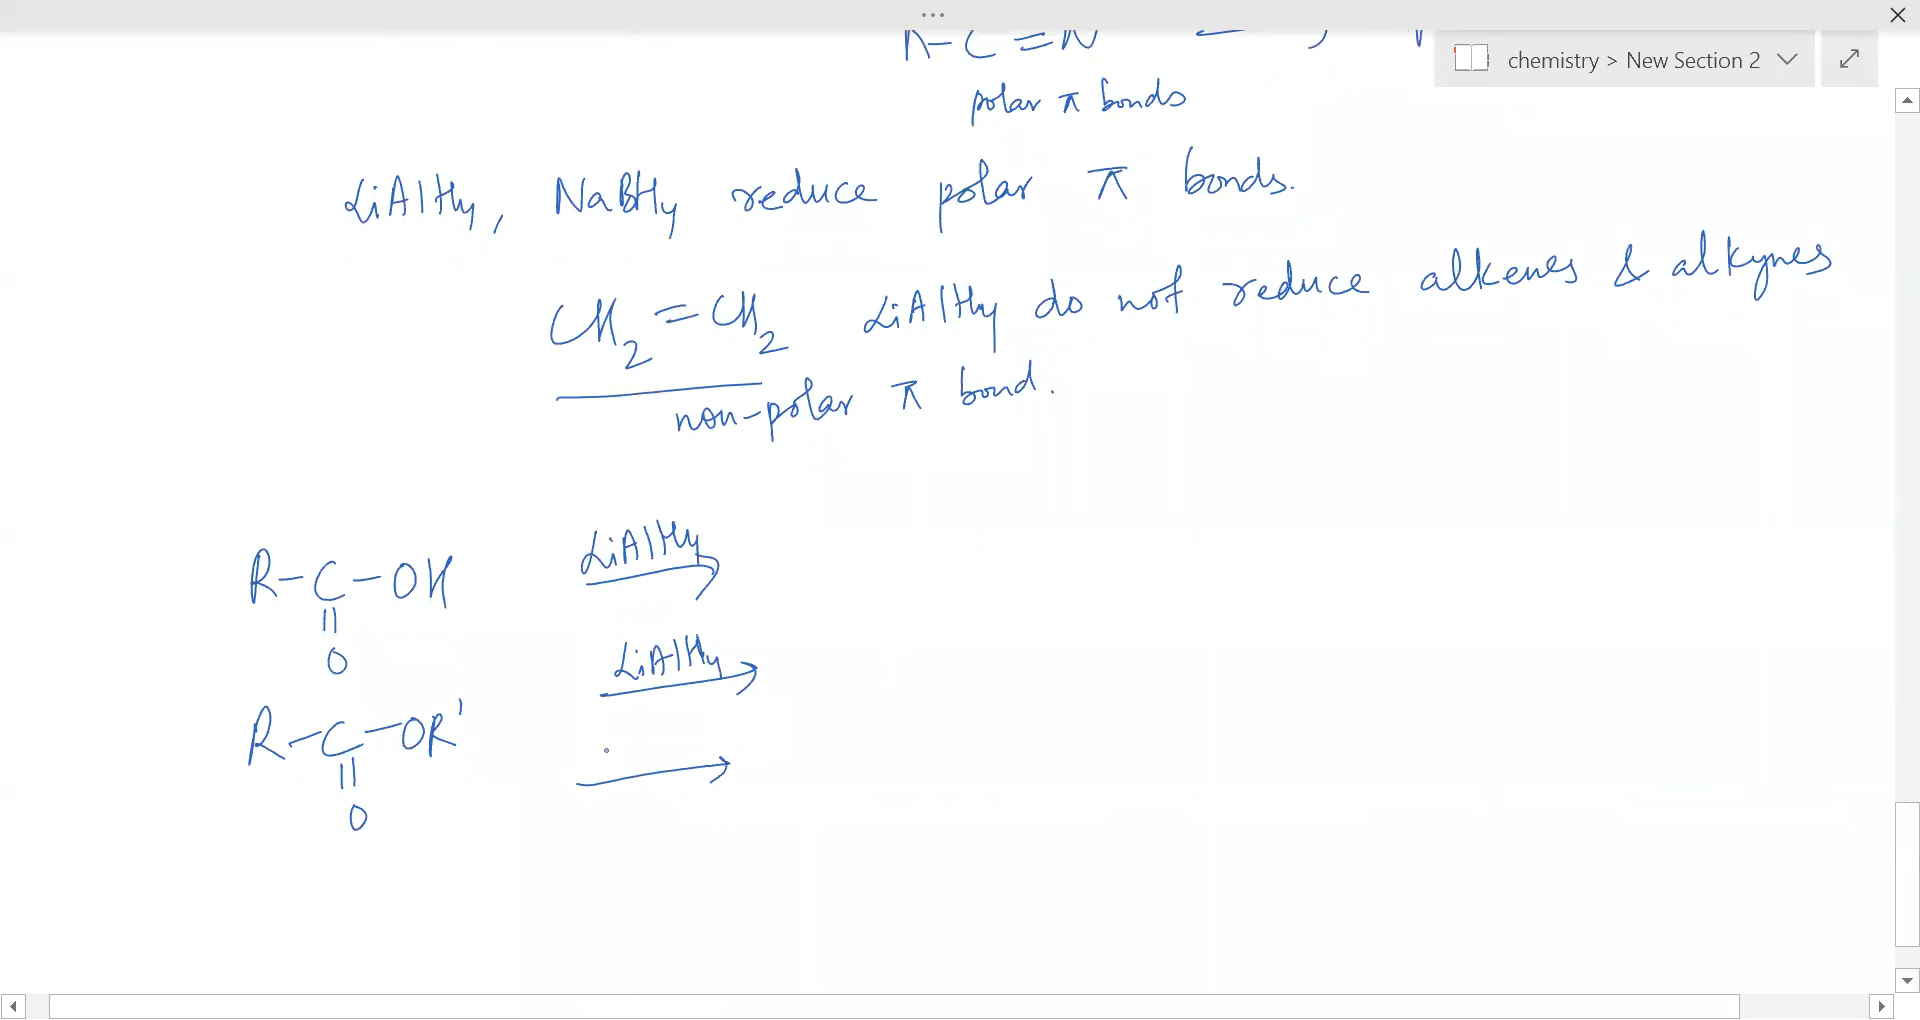 R-C≡N
chemistry > New Section 2
polar π bonds
LiAlH4, NaBH4 reduce polar π bonds.
CH2=CH2 LiAlH4 do not reduce alkenes & alkynes
non-polar π bond.
R-C-OH LiAlH4
||
O
LiAlH4
R-C-OR'
||
O